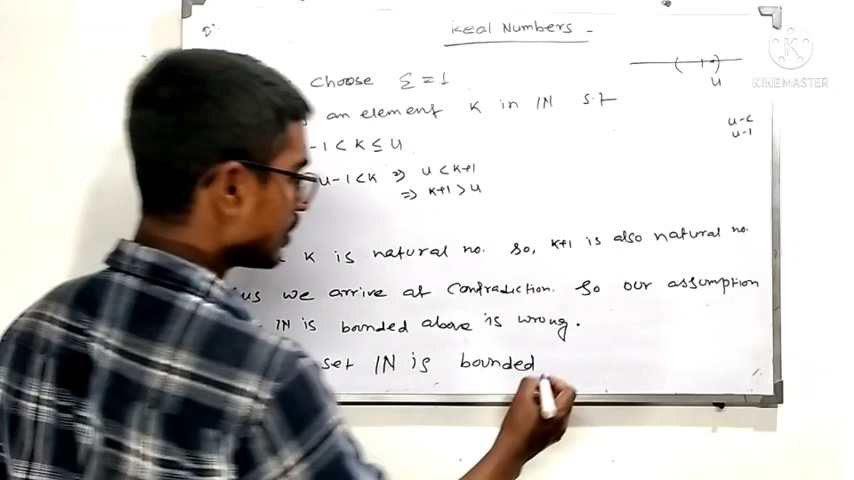 Real Numbers -
choose ε = 1
u
an element K in IN s.t
KINEMASTER
u-ε
u-1
-1 < K ≤ u
u-1 < K ⇒ u < K+1
⇒ K+1 > u
K is natural no. So, K+1 is also natural no.
us we arrive at contradiction. So our assumption
IN is bounded above is wrong.
set IN is bounded